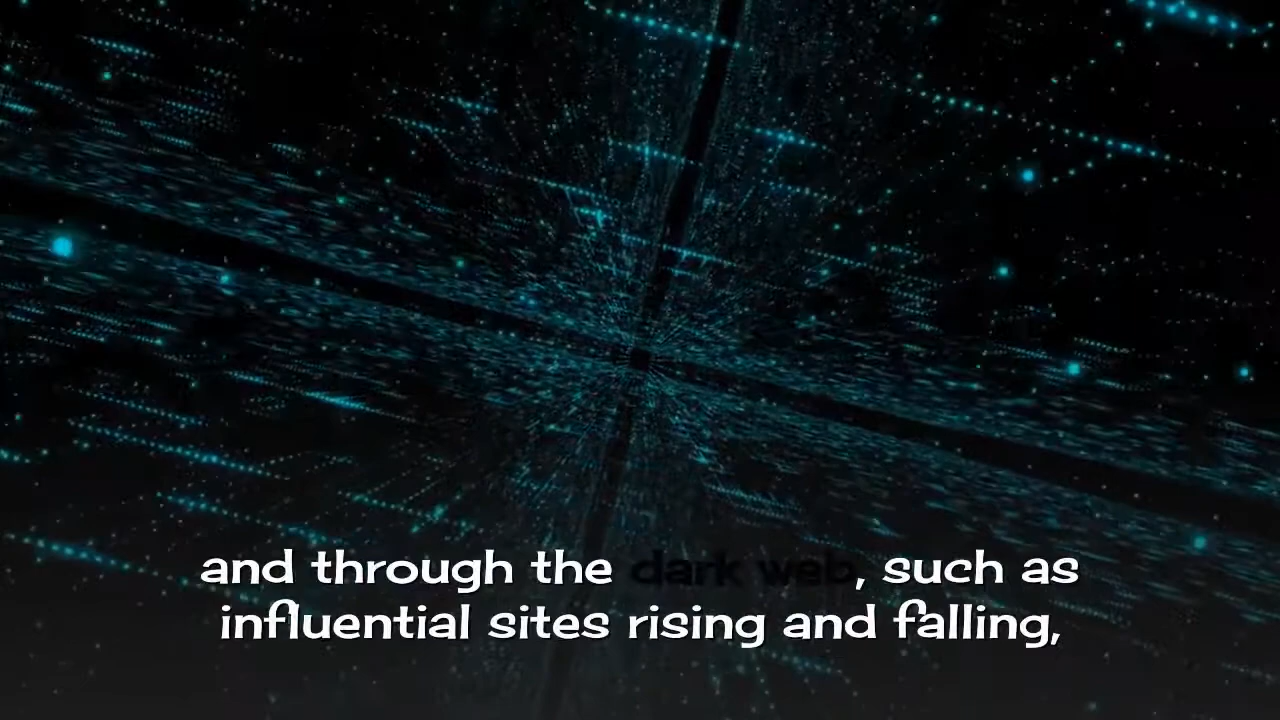 and through the dark web, such as
influential sites rising and falling,